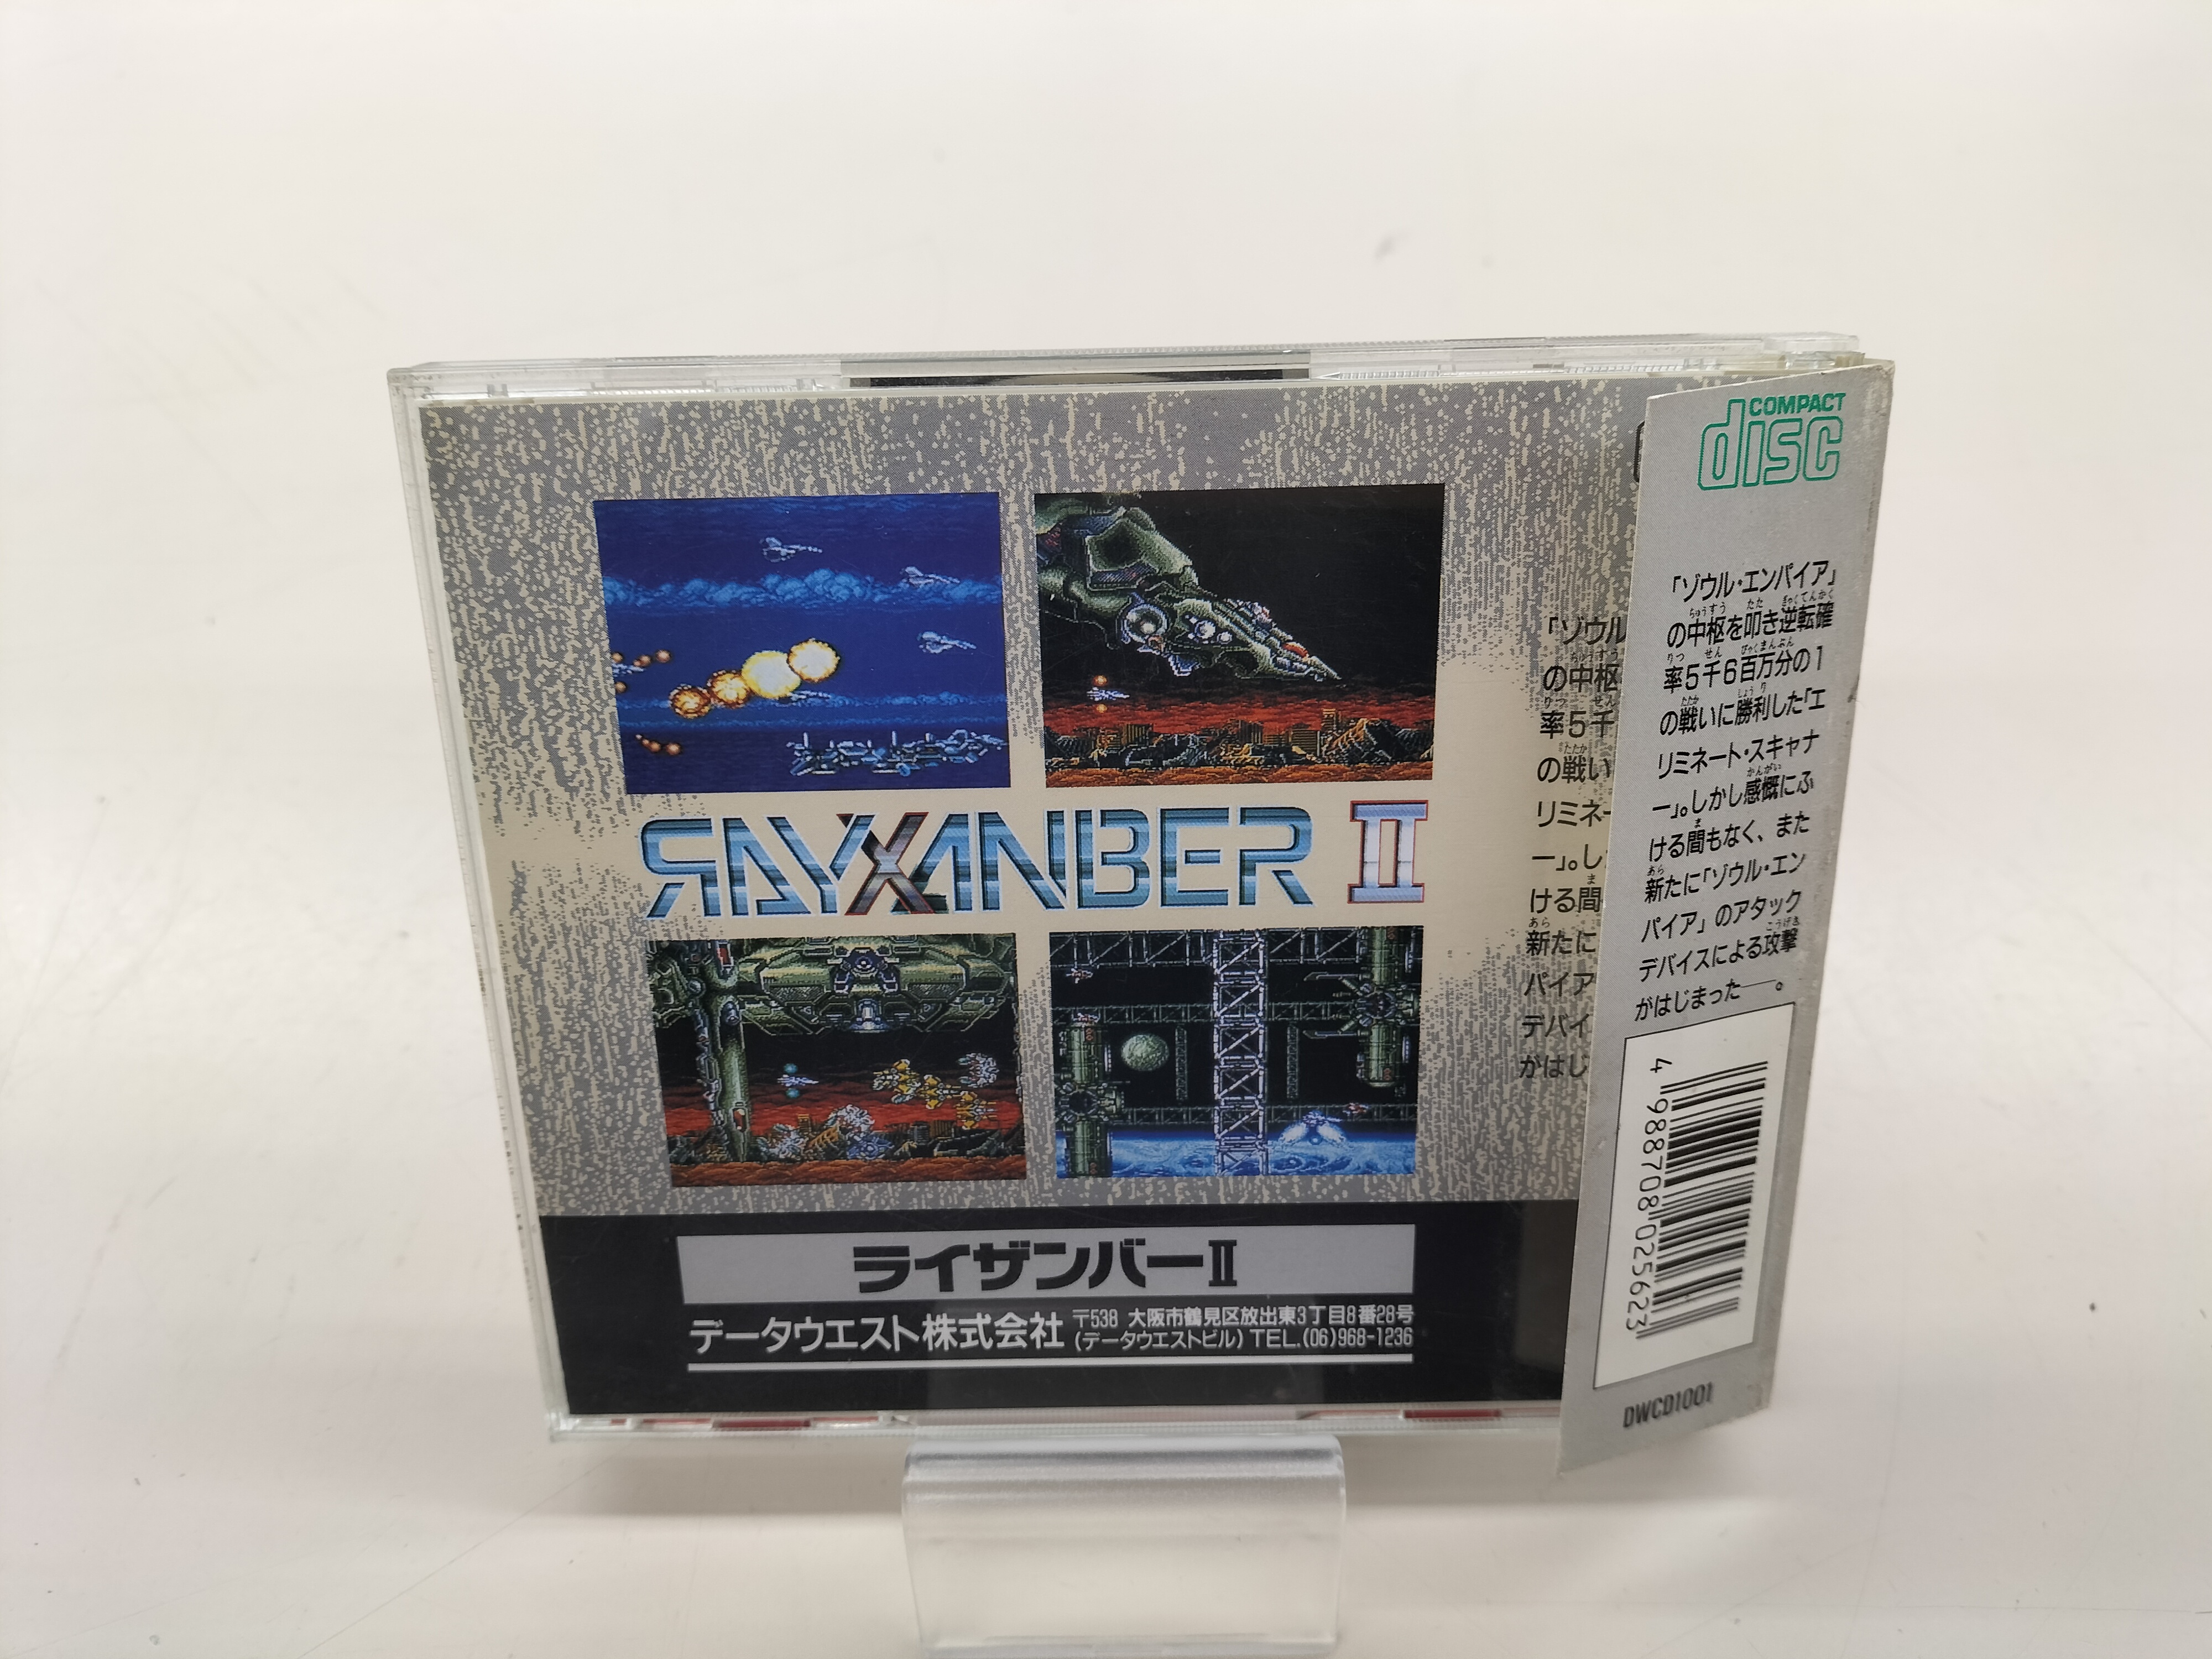 RAYXANBER II
ライザンバーII
データウエスト株式会社
〒538 大阪市鶴見区放出東3丁目8番28号
(データウエストビル) TEL.(06)968-1236
「ゾウル
の中枢
率5千
の戦い
リミネー
ー」。し
ける間
新たに
パイア
デバイ
がはじ
COMPACT
disc
「ゾウル・エンパイア」
の中枢を叩き逆転確
率5千6百万分の1
の戦いに勝利した「エ
リミネート・スキャナ
ー」。しかし感慨にふ
ける間もなく、また
新たに「ゾウル・エン
パイア」のアタック
デバイスによる攻撃
がはじまった──。
4 988708 025623
DWCD1001